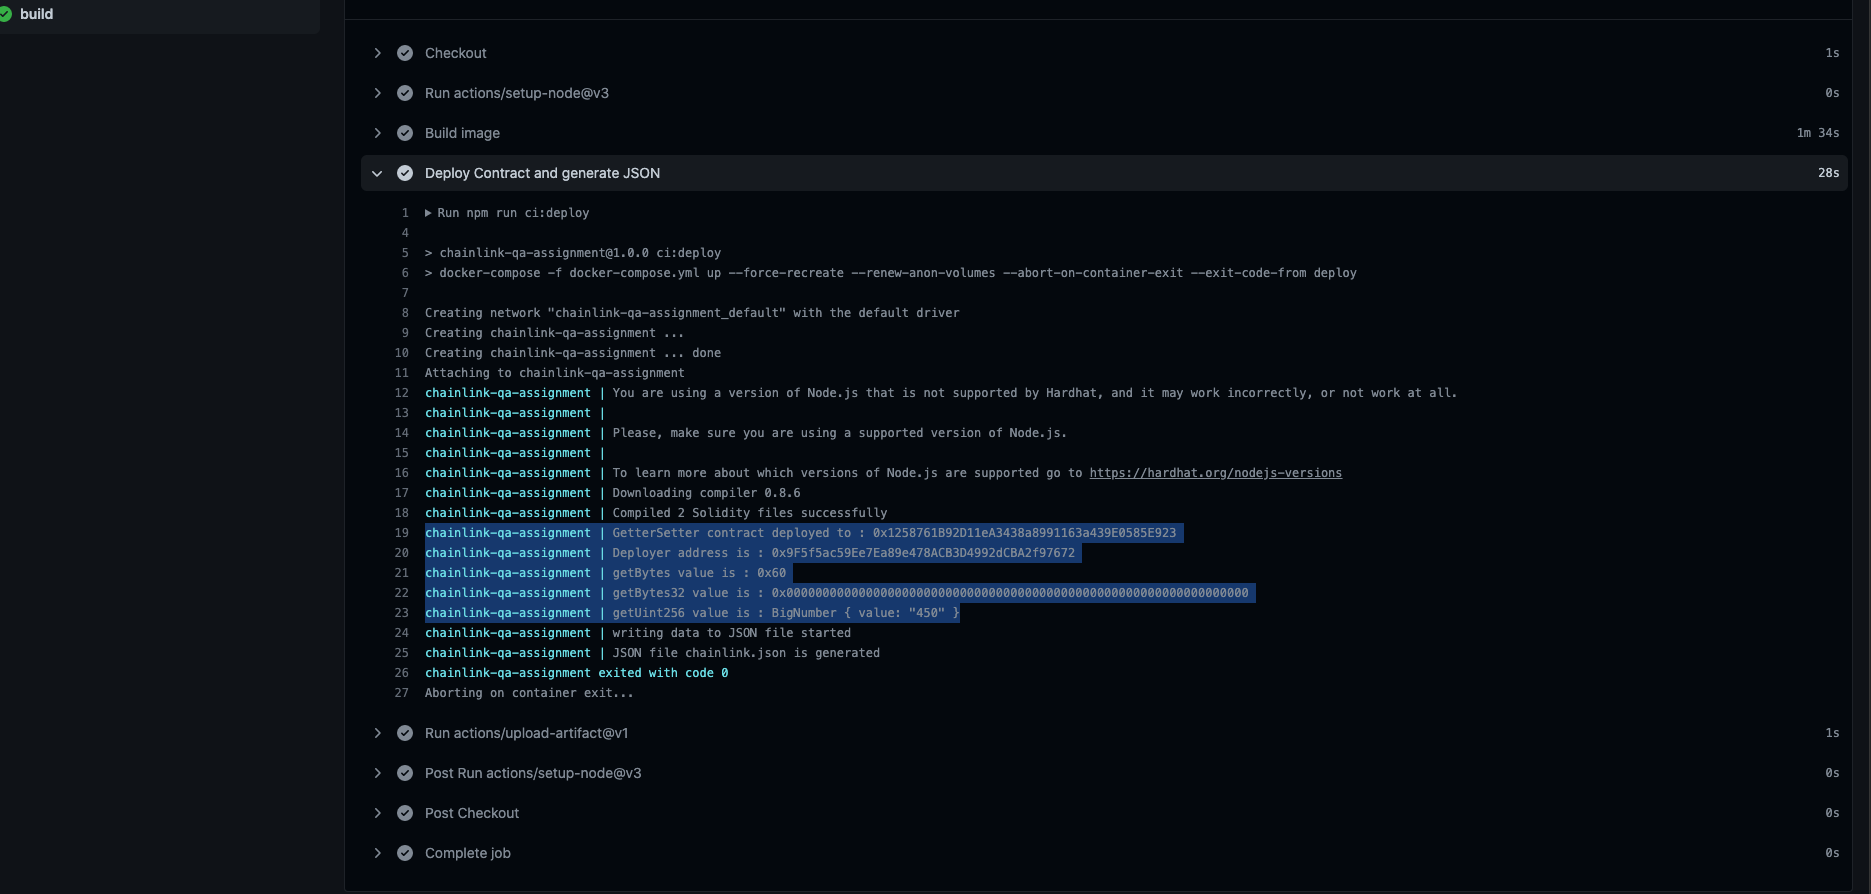 build
Checkout 1s
Run actions/setup-node@v3 0s
Build image 1m 34s
Deploy Contract and generate JSON 28s
1 Run npm run ci:deploy
4
5 > chainlink-qa-assignment@1.0.0 ci:deploy
6 > docker-compose -f docker-compose.yml up --force-recreate --renew-anon-volumes --abort-on-container-exit --exit-code-from deploy
7
8 Creating network "chainlink-qa-assignment_default" with the default driver
9 Creating chainlink-qa-assignment ...
10 Creating chainlink-qa-assignment ... done
11 Attaching to chainlink-qa-assignment
12 chainlink-qa-assignment | You are using a version of Node.js that is not supported by Hardhat, and it may work incorrectly, or not work at all.
13 chainlink-qa-assignment |
14 chainlink-qa-assignment | Please, make sure you are using a supported version of Node.js.
15 chainlink-qa-assignment |
16 chainlink-qa-assignment | To learn more about which versions of Node.js are supported go to https://hardhat.org/nodejs-versions
17 chainlink-qa-assignment | Downloading compiler 0.8.6
18 chainlink-qa-assignment | Compiled 2 Solidity files successfully
19 chainlink-qa-assignment | GetterSetter contract deployed to : 0x1258761B92D11eA3438a8991163a439E0585E923
20 chainlink-qa-assignment | Deployer address is : 0x9F5f5ac59Ee7Ea89e478ACB3D4992dCBA2f97672
21 chainlink-qa-assignment | getBytes value is : 0x60
22 chainlink-qa-assignment | getBytes32 value is : 0x0000000000000000000000000000000000000000000000000000000000000000
23 chainlink-qa-assignment | getUint256 value is : BigNumber { value: "450" }
24 chainlink-qa-assignment | writing data to JSON file started
25 chainlink-qa-assignment | JSON file chainlink.json is generated
26 chainlink-qa-assignment exited with code 0
27 Aborting on container exit...
Run actions/upload-artifact@v1 1s
Post Run actions/setup-node@v3 0s
Post Checkout 0s
Complete job 0s